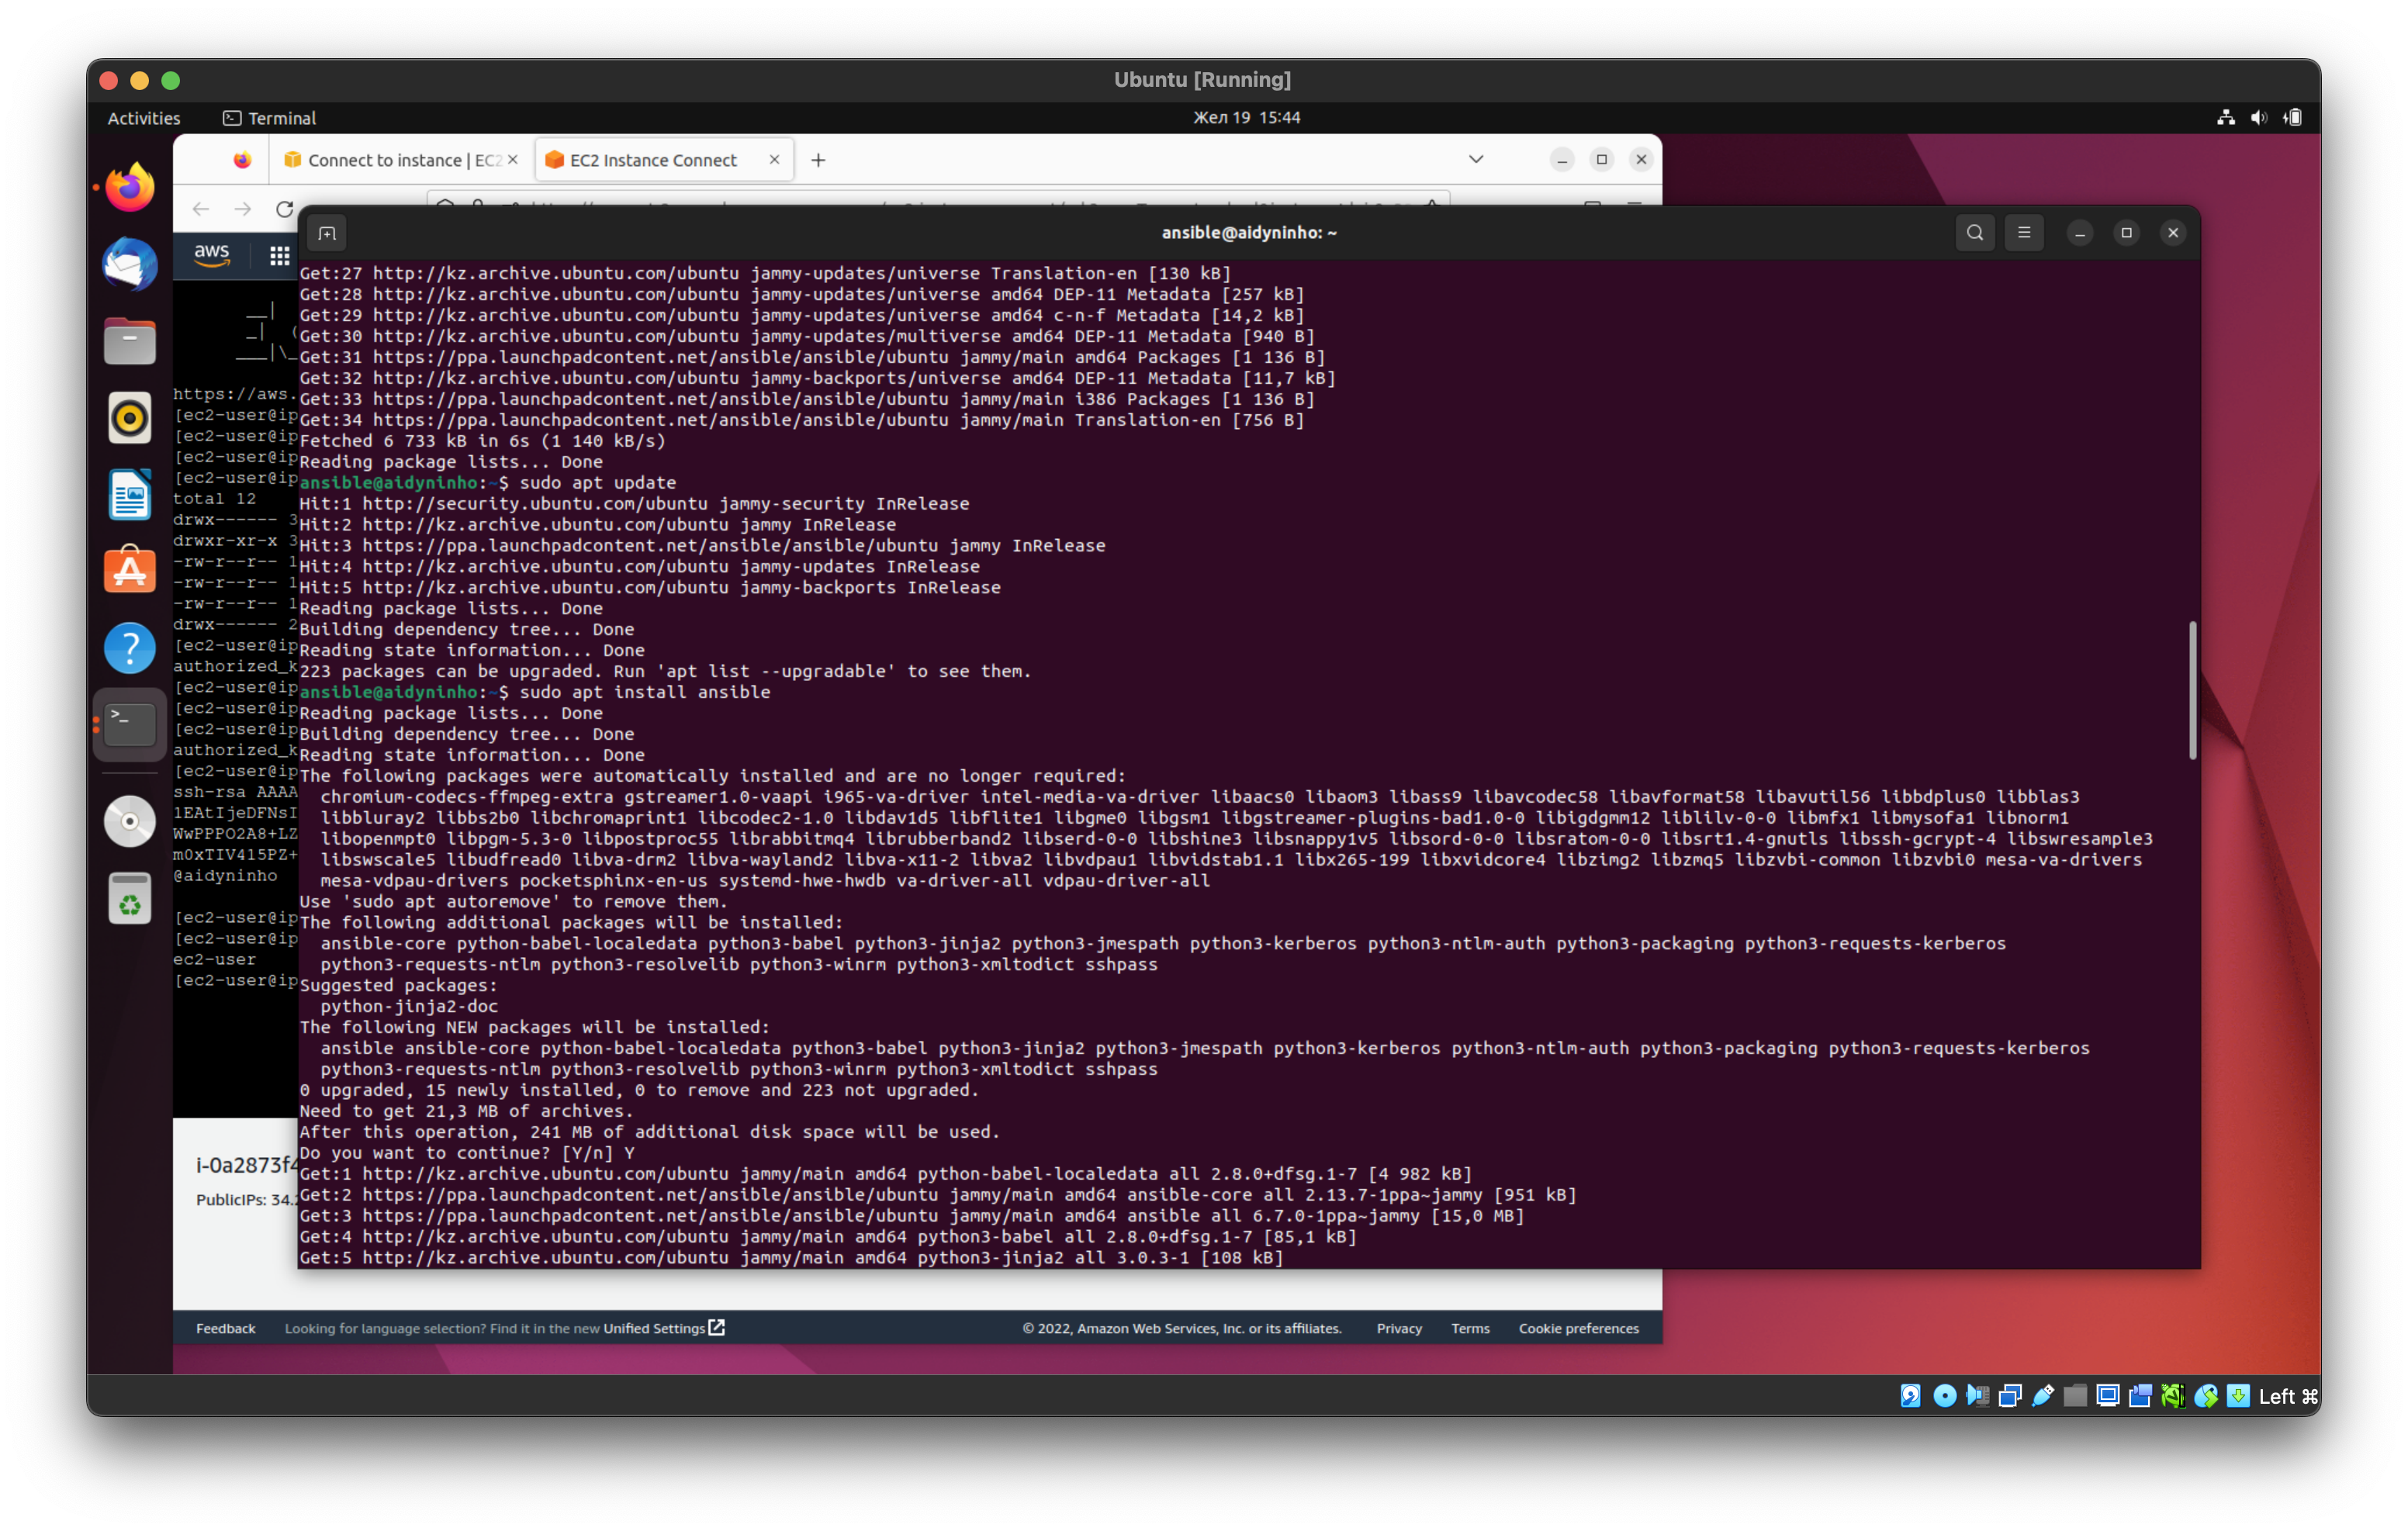 Ubuntu [Running]
Activities
Terminal
Жел 19 15:44
Connect to instance | EC2
EC2 Instance Connect
aws
ansible@aidyninho: ~
https://aws.
[ec2-user@ip
[ec2-user@ip
[ec2-user@ip
[ec2-user@ip
total 12
drwx------ 3
drwxr-xr-x 3
-rw-r--r-- 1
-rw-r--r-- 1
-rw-r--r-- 1
drwx------ 2
[ec2-user@ip
authorized_k
[ec2-user@ip
[ec2-user@ip
[ec2-user@ip
authorized_k
[ec2-user@ip
ssh-rsa AAAA
1EAtIjeDFNsI
WwPPPO2A8+LZ
m0xTIV415PZ+
@aidyninho
[ec2-user@ip
[ec2-user@ip
ec2-user
[ec2-user@ip
i-0a2873f4
PublicIPs: 34.
Get:27 http://kz.archive.ubuntu.com/ubuntu jammy-updates/universe Translation-en [130 kB]
Get:28 http://kz.archive.ubuntu.com/ubuntu jammy-updates/universe amd64 DEP-11 Metadata [257 kB]
Get:29 http://kz.archive.ubuntu.com/ubuntu jammy-updates/universe amd64 c-n-f Metadata [14,2 kB]
Get:30 http://kz.archive.ubuntu.com/ubuntu jammy-updates/multiverse amd64 DEP-11 Metadata [940 B]
Get:31 https://ppa.launchpadcontent.net/ansible/ansible/ubuntu jammy/main amd64 Packages [1 136 B]
Get:32 http://kz.archive.ubuntu.com/ubuntu jammy-backports/universe amd64 DEP-11 Metadata [11,7 kB]
Get:33 https://ppa.launchpadcontent.net/ansible/ansible/ubuntu jammy/main i386 Packages [1 136 B]
Get:34 https://ppa.launchpadcontent.net/ansible/ansible/ubuntu jammy/main Translation-en [756 B]
Fetched 6 733 kB in 6s (1 140 kB/s)
Reading package lists... Done
ansible@aidyninho:~$ sudo apt update
Hit:1 http://security.ubuntu.com/ubuntu jammy-security InRelease
Hit:2 http://kz.archive.ubuntu.com/ubuntu jammy InRelease
Hit:3 https://ppa.launchpadcontent.net/ansible/ansible/ubuntu jammy InRelease
Hit:4 http://kz.archive.ubuntu.com/ubuntu jammy-updates InRelease
Hit:5 http://kz.archive.ubuntu.com/ubuntu jammy-backports InRelease
Reading package lists... Done
Building dependency tree... Done
Reading state information... Done
223 packages can be upgraded. Run 'apt list --upgradable' to see them.
ansible@aidyninho:~$ sudo apt install ansible
Reading package lists... Done
Building dependency tree... Done
Reading state information... Done
The following packages were automatically installed and are no longer required:
chromium-codecs-ffmpeg-extra gstreamer1.0-vaapi i965-va-driver intel-media-va-driver libaacs0 libaom3 libass9 libavcodec58 libavformat58 libavutil56 libbdplus0 libblas3
libbluray2 libbs2b0 libchromaprint1 libcodec2-1.0 libdav1d5 libflite1 libgme0 libgsm1 libgstreamer-plugins-bad1.0-0 libigdgmm12 liblilv-0-0 libmfx1 libmysofa1 libnorm1
libopenmpt0 libpgm-5.3-0 libpostproc55 librabbitmq4 librubberband2 libserd-0-0 libshine3 libsnappy1v5 libsord-0-0 libsratom-0-0 libsrt1.4-gnutls libssh-gcrypt-4 libswresample3
libswscale5 libudfread0 libva-drm2 libva-wayland2 libva-x11-2 libva2 libvdpau1 libvidstab1.1 libx265-199 libxvidcore4 libzimg2 libzmq5 libzvbi-common libzvbi0 mesa-va-drivers
mesa-vdpau-drivers pocketsphinx-en-us systemd-hwe-hwdb va-driver-all vdpau-driver-all
Use 'sudo apt autoremove' to remove them.
The following additional packages will be installed:
ansible-core python-babel-localedata python3-babel python3-jinja2 python3-jmespath python3-kerberos python3-ntlm-auth python3-packaging python3-requests-kerberos
python3-requests-ntlm python3-resolvelib python3-winrm python3-xmltodict sshpass
Suggested packages:
python-jinja2-doc
The following NEW packages will be installed:
ansible ansible-core python-babel-localedata python3-babel python3-jinja2 python3-jmespath python3-kerberos python3-ntlm-auth python3-packaging python3-requests-kerberos
python3-requests-ntlm python3-resolvelib python3-winrm python3-xmltodict sshpass
0 upgraded, 15 newly installed, 0 to remove and 223 not upgraded.
Need to get 21,3 MB of archives.
After this operation, 241 MB of additional disk space will be used.
Do you want to continue? [Y/n] Y
Get:1 http://kz.archive.ubuntu.com/ubuntu jammy/main amd64 python-babel-localedata all 2.8.0+dfsg.1-7 [4 982 kB]
Get:2 https://ppa.launchpadcontent.net/ansible/ansible/ubuntu jammy/main amd64 ansible-core all 2.13.7-1ppa~jammy [951 kB]
Get:3 https://ppa.launchpadcontent.net/ansible/ansible/ubuntu jammy/main amd64 ansible all 6.7.0-1ppa~jammy [15,0 MB]
Get:4 http://kz.archive.ubuntu.com/ubuntu jammy/main amd64 python3-babel all 2.8.0+dfsg.1-7 [85,1 kB]
Get:5 http://kz.archive.ubuntu.com/ubuntu jammy/main amd64 python3-jinja2 all 3.0.3-1 [108 kB]
Feedback
Looking for language selection? Find it in the new Unified Settings
© 2022, Amazon Web Services, Inc. or its affiliates.
Privacy
Terms
Cookie preferences
Left ⌘